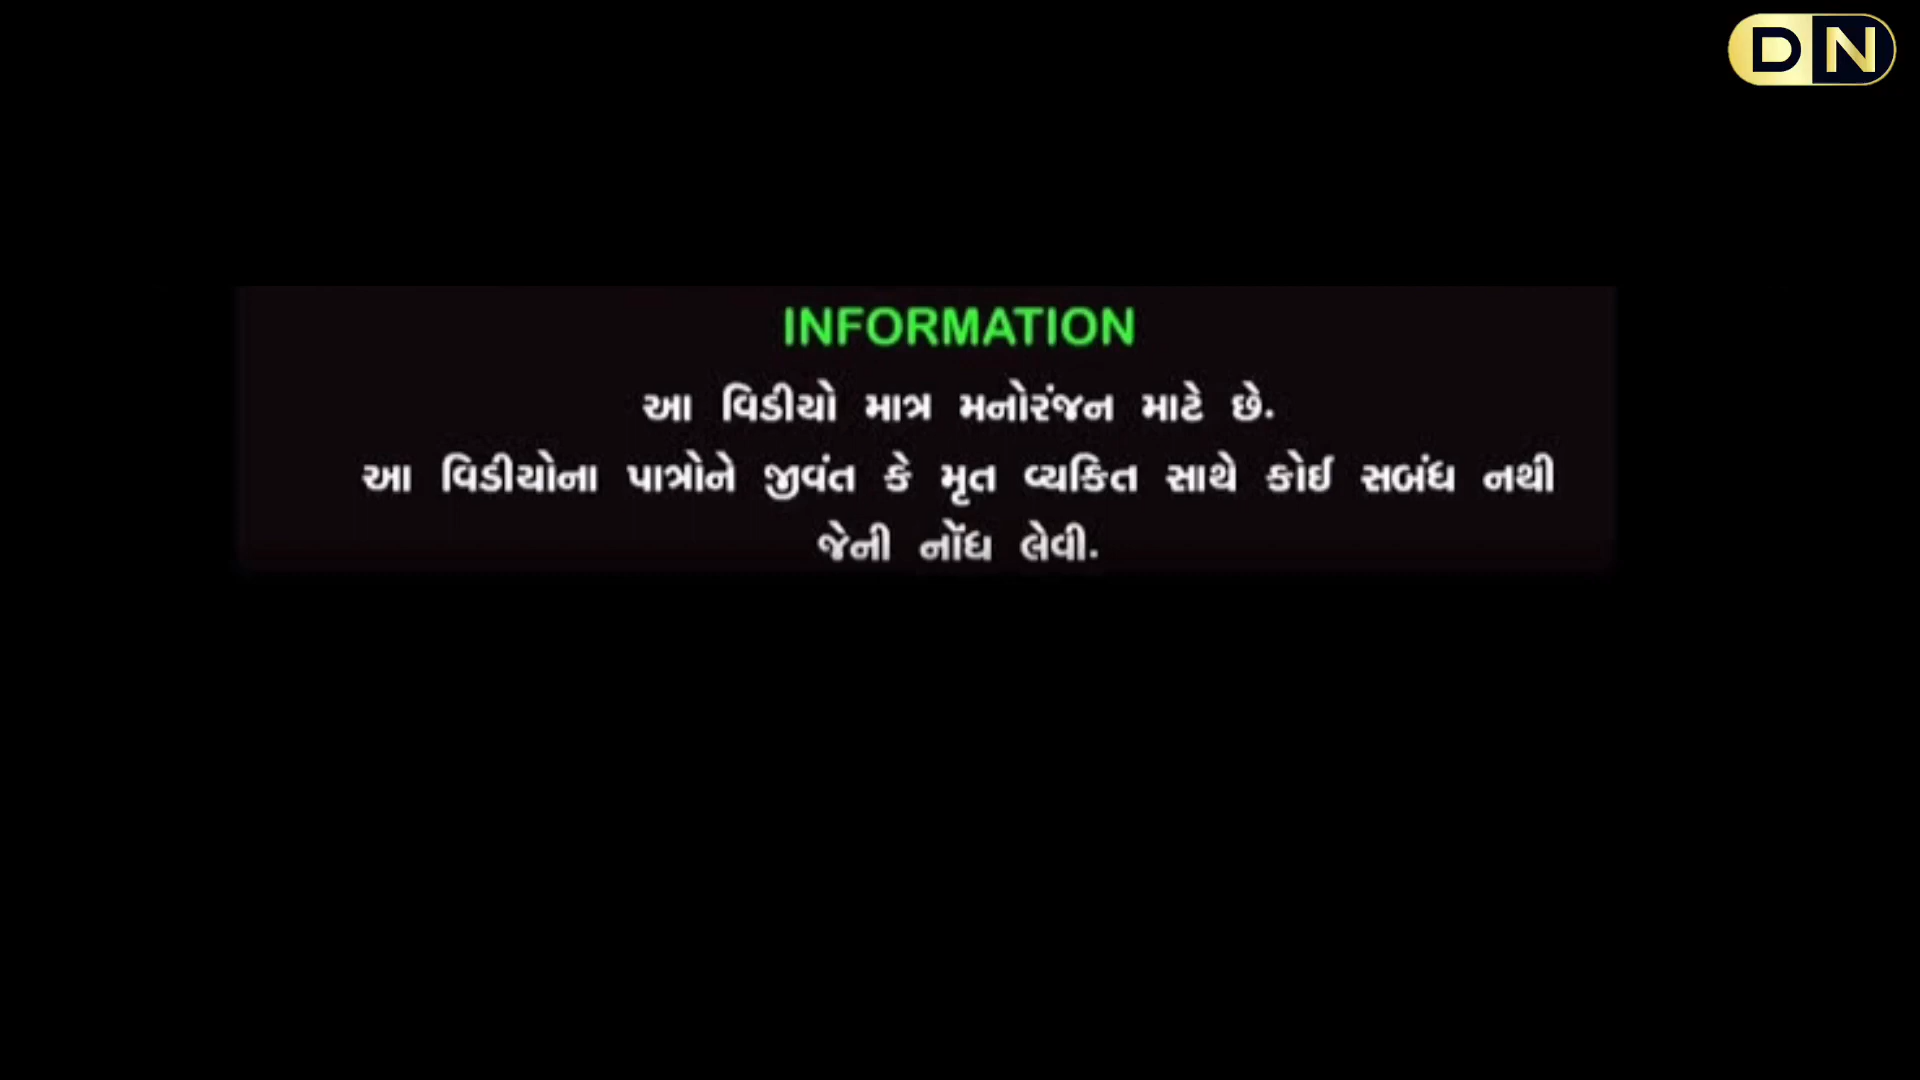 DN
INFORMATION
આ વિડીયો માત્ર મનોરંજન માટે છે.
આ વિડીયોના પાત્રોને જીવંત કે મૃત વ્યકિત સાથે કોઈ સબંધ નથી
જેની નોંધ લેવી.